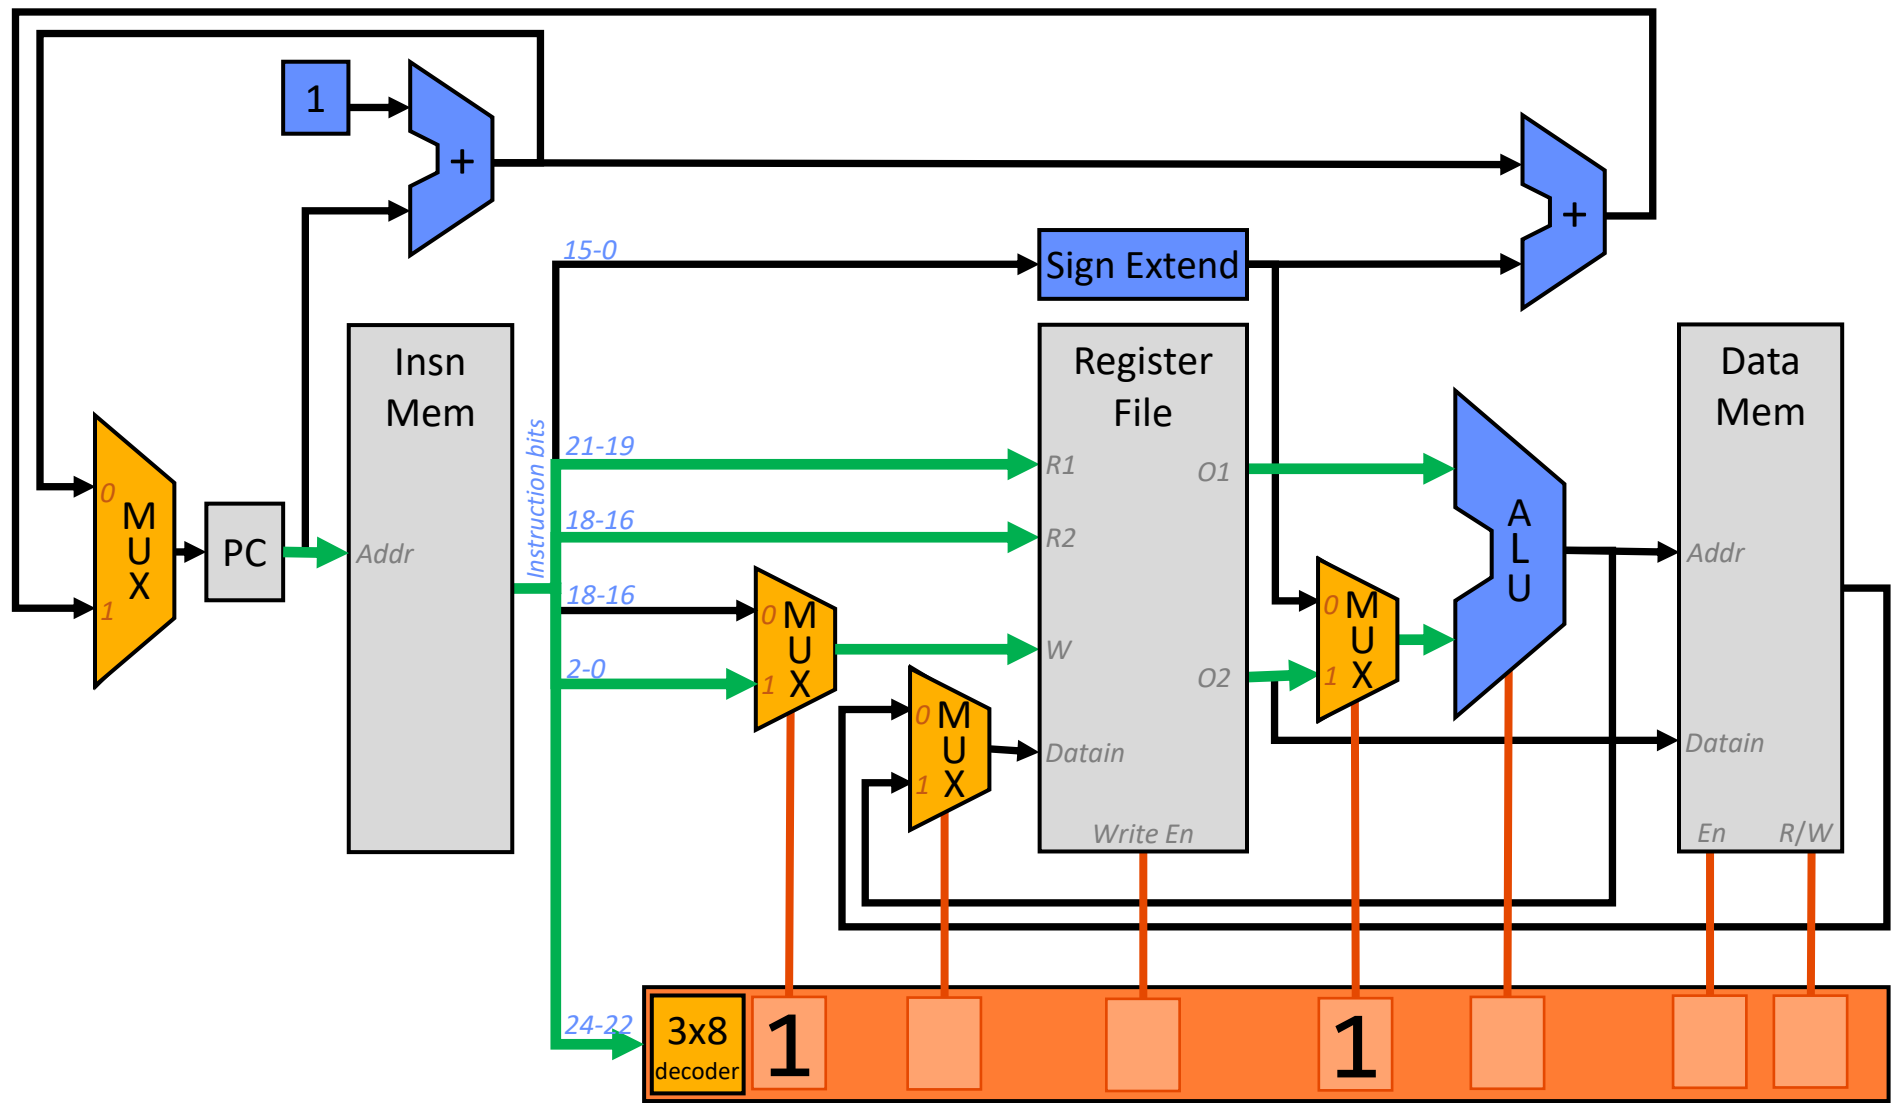 1
+
+
15-0
Sign Extend
Insn
Mem
Register
File
Data
Mem
Instruction bits
21-19
R1
O1
18-16
R2
0
M
U
X
1
PC
Addr
A
L
U
Addr
18-16
0
M
U
X
1
2-0
W
0
M
U
X
1
O2
0
M
U
X
1
Datain
Datain
Write En
En
R/W
24-22
3x8
decoder
1
1